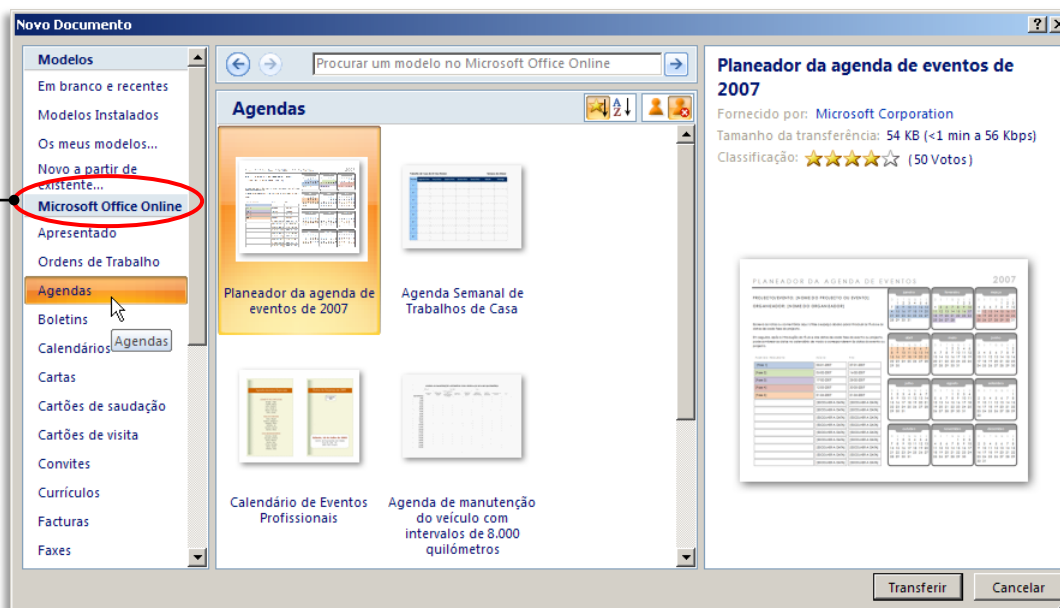 Novo Documento
Modelos
Em branco e recentes
Modelos Instalados
Os meus modelos...
Novo a partir de
existente...
Microsoft Office Online
Apresentado
Ordens de Trabalho
Agendas
Boletins
Calendários
Agendas
Cartas
Cartões de saudação
Cartões de visita
Convites
Currículos
Facturas
Faxes
Procurar um modelo no Microsoft Office Online
Agendas
Planeador da agenda de
eventos de 2007
Agenda Semanal de
Trabalhos de Casa
Calendário de Eventos
Profissionais
Agenda de manutenção
do veículo com
intervalos de 8.000
quilómetros
Planeador da agenda de eventos de
2007
Fornecido por: Microsoft Corporation
Tamanho da transferência: 54 KB (<1 min a 56 Kbps)
Classificação: (50 Votos)
PLANEADOR DA AGENDA DE EVENTOS 2007
Transferir
Cancelar